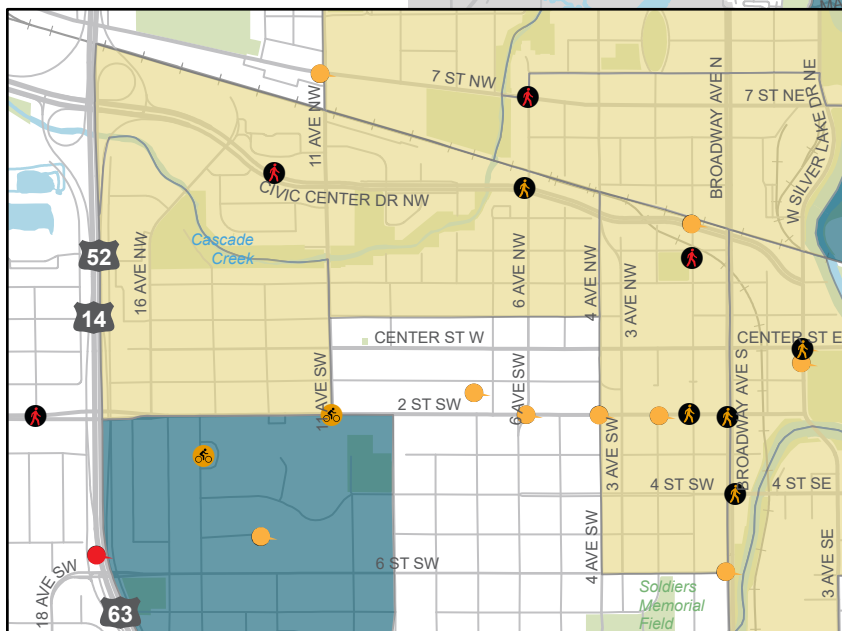 MA
7 ST NW
7 ST NE
11 AVE NW
BROADWAY AVE N
W SILVER LAKE DR NE
CIVIC CENTER DR NW
Cascade
Creek
52
16 AVE NW
6 AVE NW
4 AVE NW
3 AVE NW
14
CENTER ST W
CENTER ST E
11 AVE SW
2 ST SW
6 AVE SW
3 AVE SW
BROADWAY AVE S
4 ST SW
4 ST SE
6 ST SW
4 AVE SW
18 AVE SW
63
Soldiers
Memorial
Field
3 AVE SE